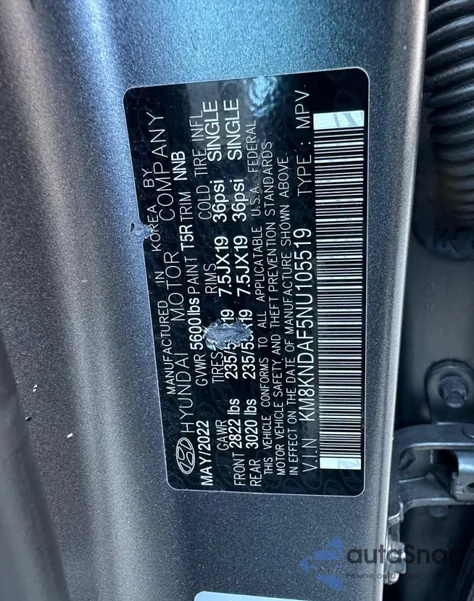 MANUFACTURED IN KOREA BY
HYUNDAI MOTOR COMPANY
MAY/2022 GVWR 5600lbs PAINT T5R TRIM NNB
GAWR TIRES RIMS COLD TIRE INFL
FRONT 2822 lbs 235/55 19 7.5JX19 36psi SINGLE
REAR 3020 lbs 235/55 19 7.5JX19 36psi SINGLE
THIS VEHICLE CONFORMS TO ALL APPLICABLE U.S.A. FEDERAL
MOTOR VEHICLE SAFETY AND THEFT PREVENTION STANDARDS
IN EFFECT ON THE DATE OF MANUFACTURE SHOWN ABOVE.
V.I.N : KM8KNDAF5NU105519 TYPE : MPV
autoSnap